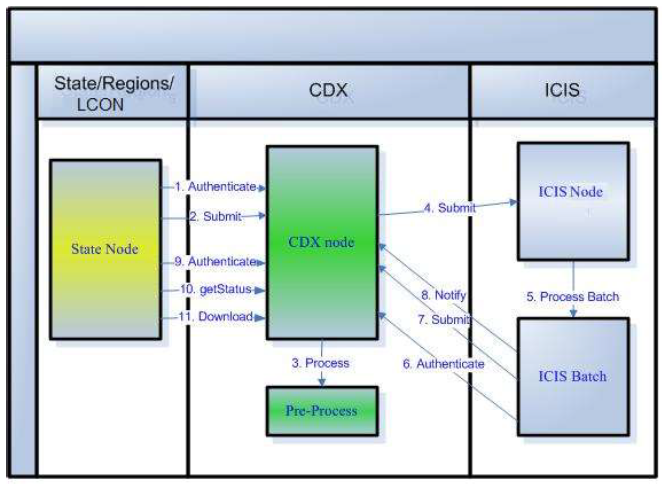 State/Regions/
LCON
CDX
ICIS
1. Authenticate
2. Submit
State Node
CDX node
9. Authenticate
10. getStatus
11. Download
3. Process
Pre-Process
4. Submit
ICIS Node
5. Process Batch
8. Notify
7. Submit
6. Authenticate
ICIS Batch